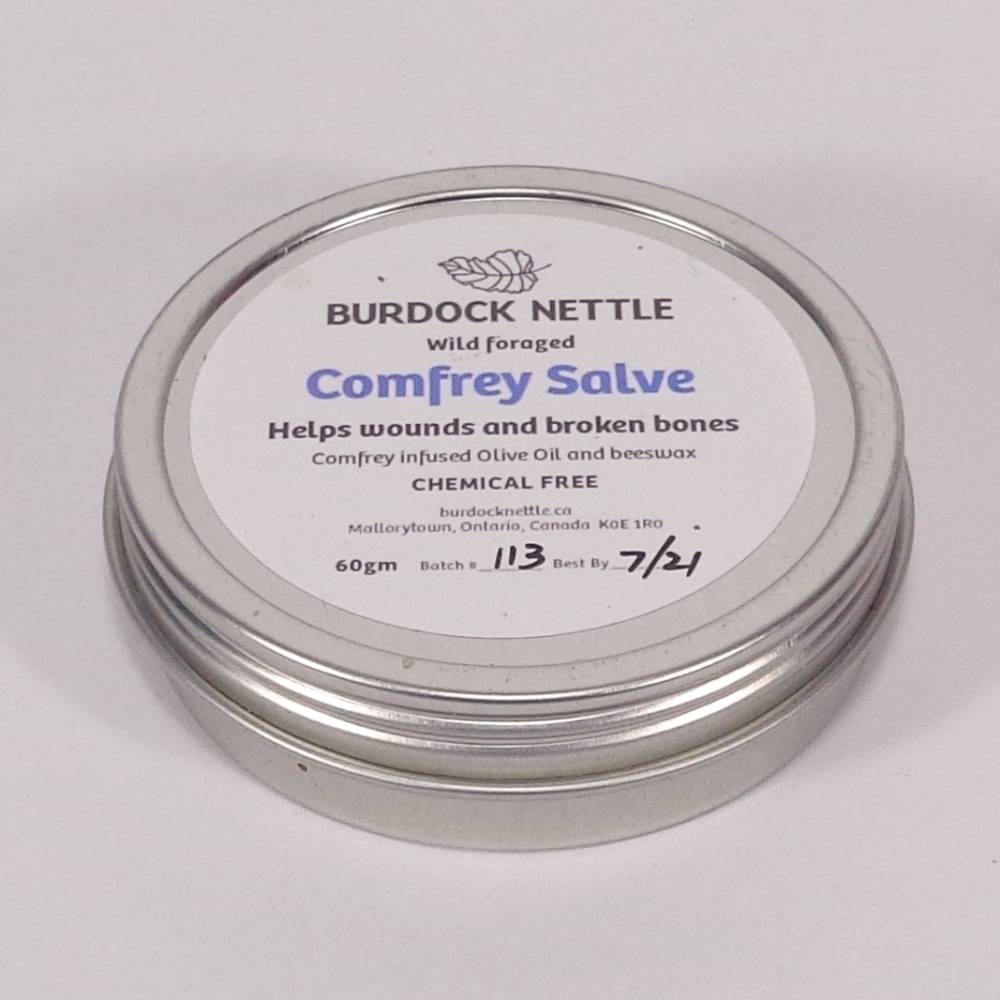 BURDOCK NETTLE
Wild foraged
Comfrey Salve
Helps wounds and broken bones
Comfrey infused Olive Oil and beeswax
CHEMICAL FREE
burdocknettle.ca
Mallorytown, Ontario, Canada K0E 1R0
60gm Batch # 113 Best By 7/21